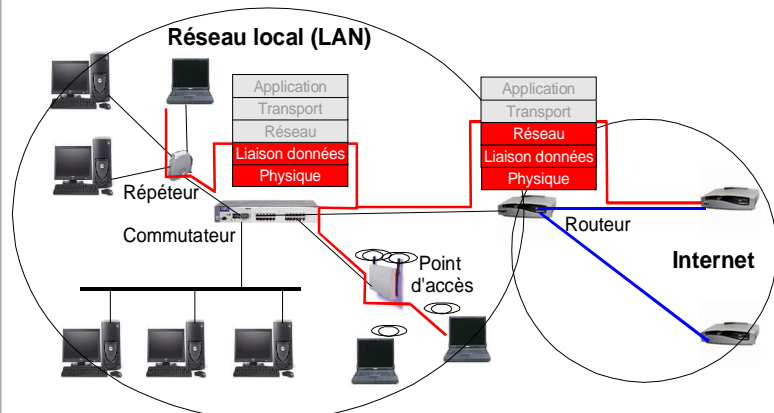 Réseau local (LAN)
Application
Transport
Réseau
Liaison données
Physique
Application
Transport
Réseau
Liaison données
Physique
Répéteur
Commutateur
Point
d'accès
Routeur
Internet